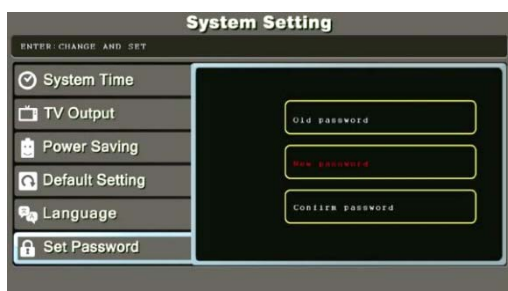 System Setting
ENTER:CHANGE AND SET
System Time
TV Output
Power Saving
Default Setting
Language
Set Password
Old password
New password
Confirm password